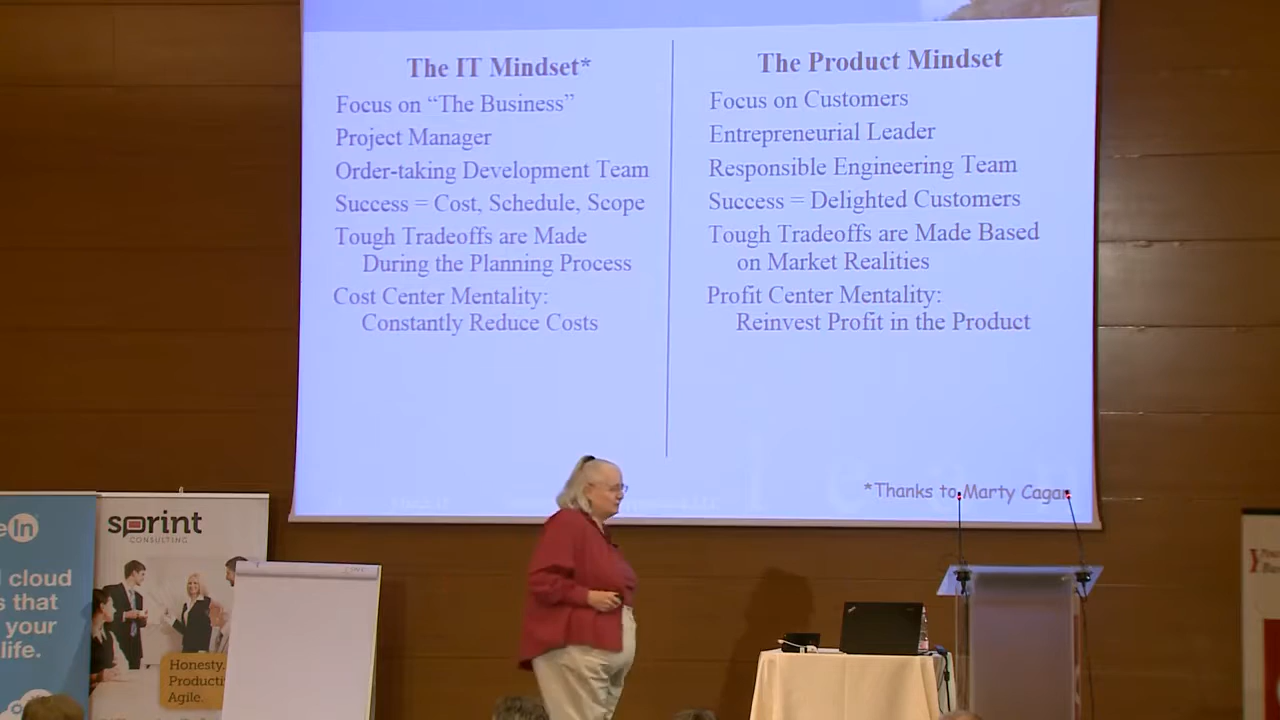 The IT Mindset*
Focus on “The Business”
Project Manager
Order-taking Development Team
Success = Cost, Schedule, Scope
Tough Tradeoffs are Made
During the Planning Process
Cost Center Mentality:
Constantly Reduce Costs
The Product Mindset
Focus on Customers
Entrepreneurial Leader
Responsible Engineering Team
Success = Delighted Customers
Tough Tradeoffs are Made Based
on Market Realities
Profit Center Mentality:
Reinvest Profit in the Product
*Thanks to Marty Cagan
In
cloud
that
your
life.
sprint
CONSULTING
Honesty.
Producti
Agile.